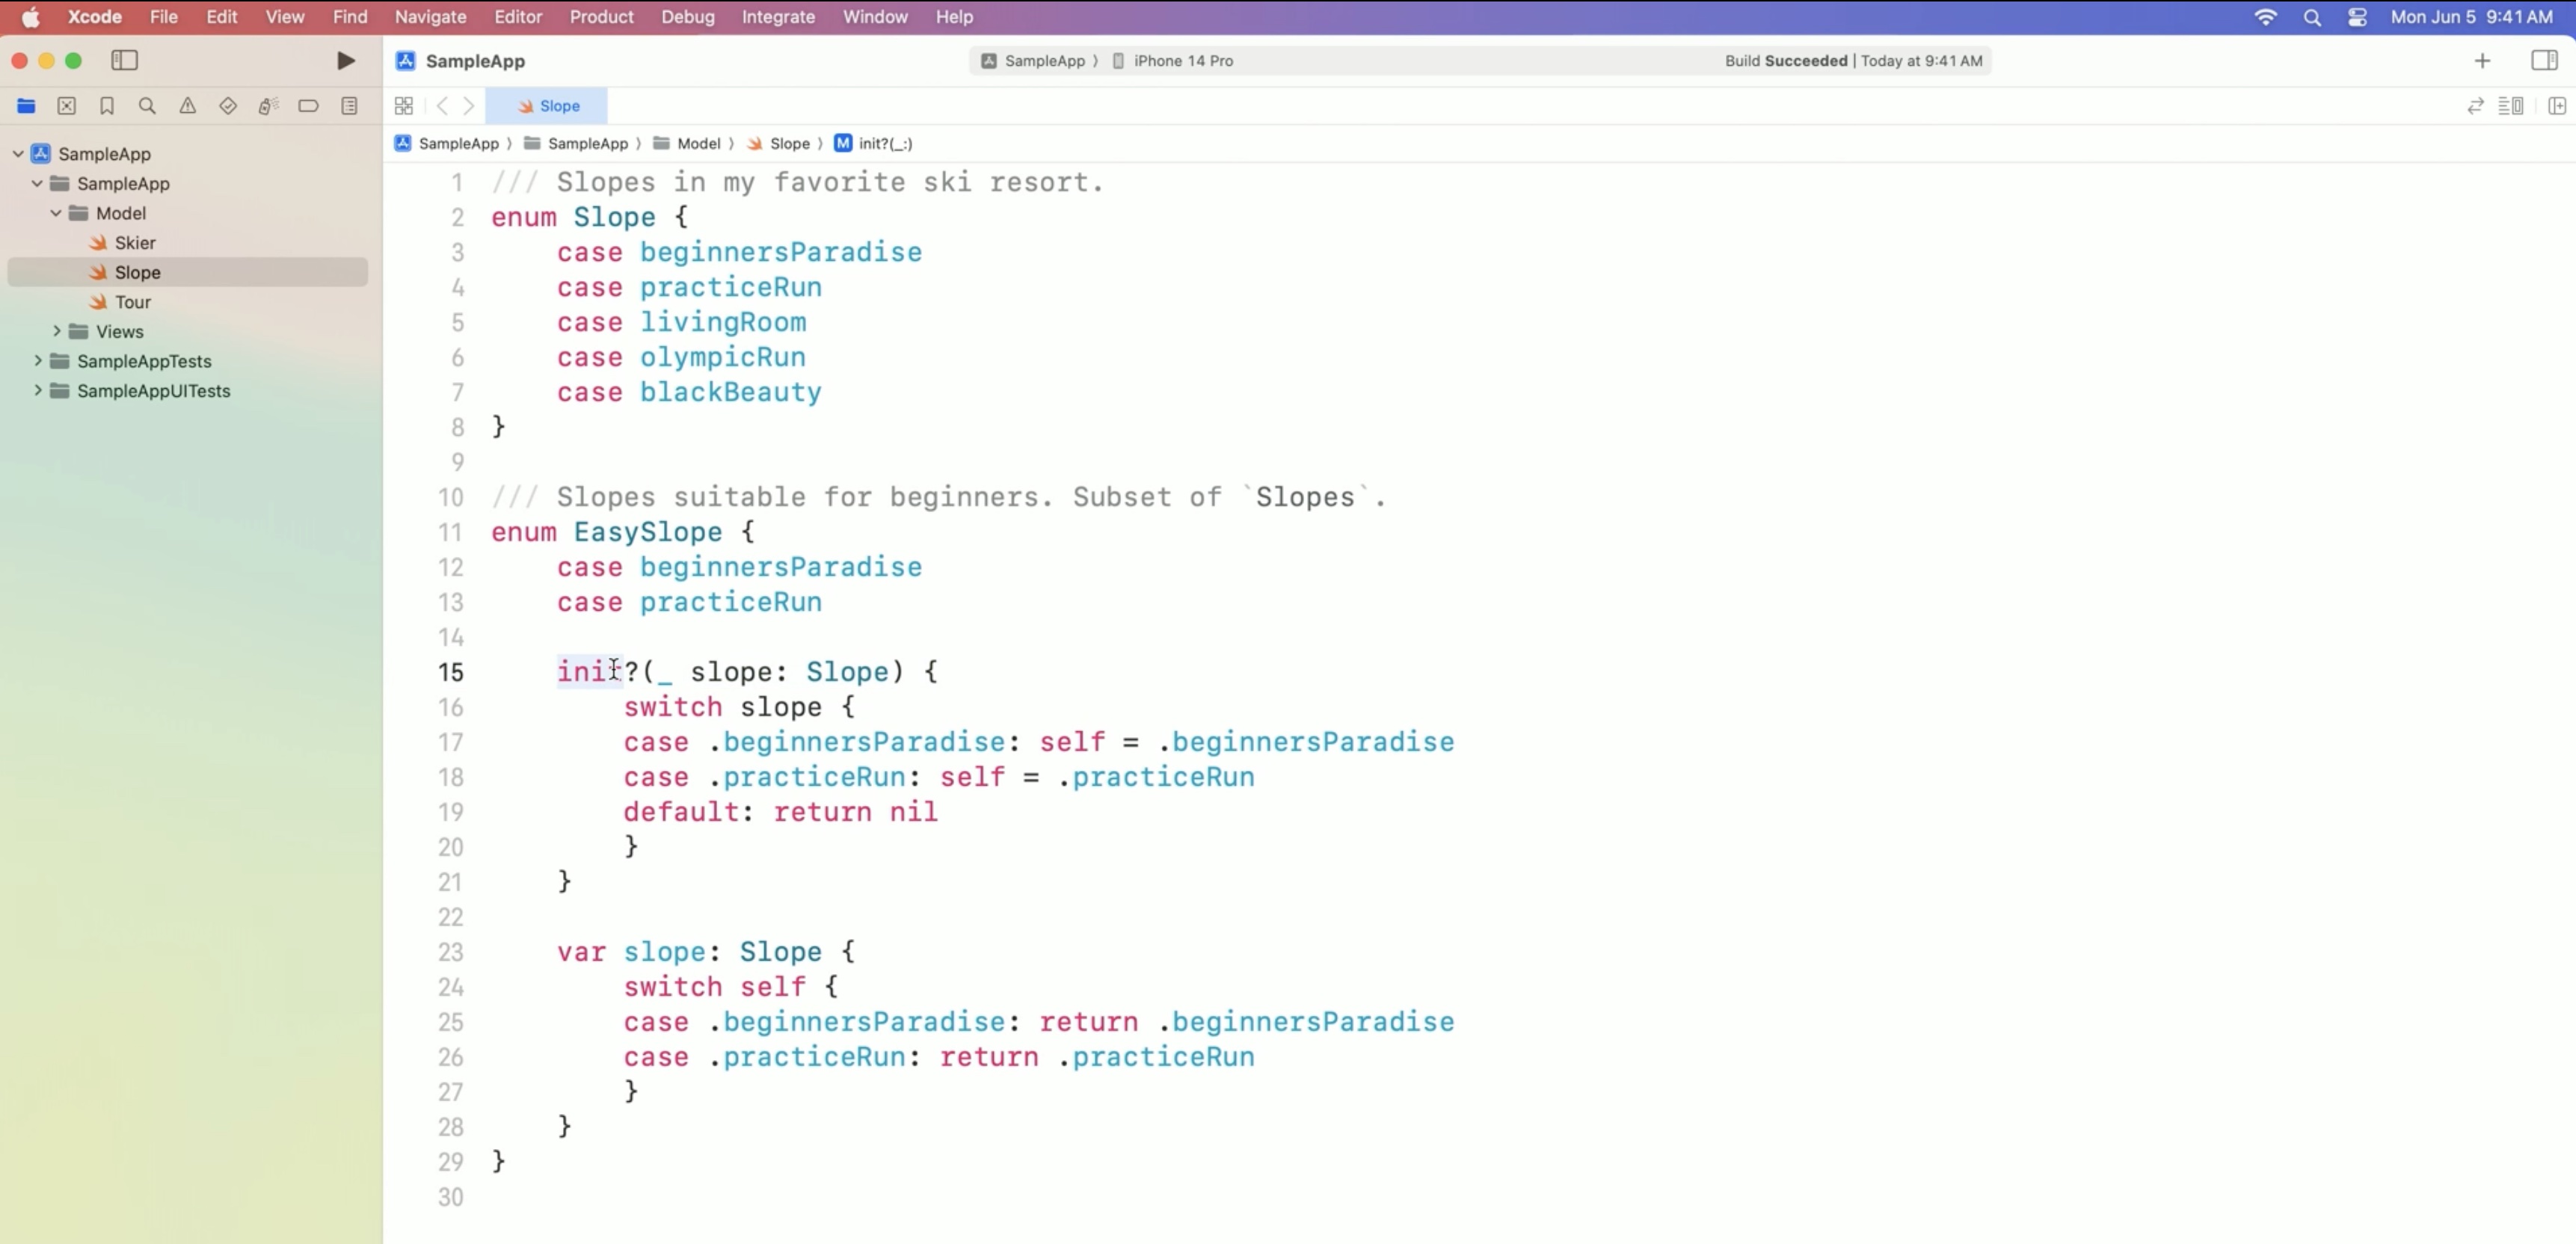 Xcode File Edit View Find Navigate Editor Product Debug Integrate Window Help Mon Jun 5 9:41 AM
SampleApp SampleApp iPhone 14 Pro Build Succeeded | Today at 9:41 AM
Slope
SampleApp SampleApp Model Slope M init?(_:)
SampleApp
SampleApp
Model
Skier
Slope
Tour
Views
SampleAppTests
SampleAppUITests
1 /// Slopes in my favorite ski resort.
2 enum Slope {
3 case beginnersParadise
4 case practiceRun
5 case livingRoom
6 case olympicRun
7 case blackBeauty
8 }
9
10 /// Slopes suitable for beginners. Subset of `Slopes`.
11 enum EasySlope {
12 case beginnersParadise
13 case practiceRun
14
15 init?(_ slope: Slope) {
16 switch slope {
17 case .beginnersParadise: self = .beginnersParadise
18 case .practiceRun: self = .practiceRun
19 default: return nil
20 }
21 }
22
23 var slope: Slope {
24 switch self {
25 case .beginnersParadise: return .beginnersParadise
26 case .practiceRun: return .practiceRun
27 }
28 }
29 }
30